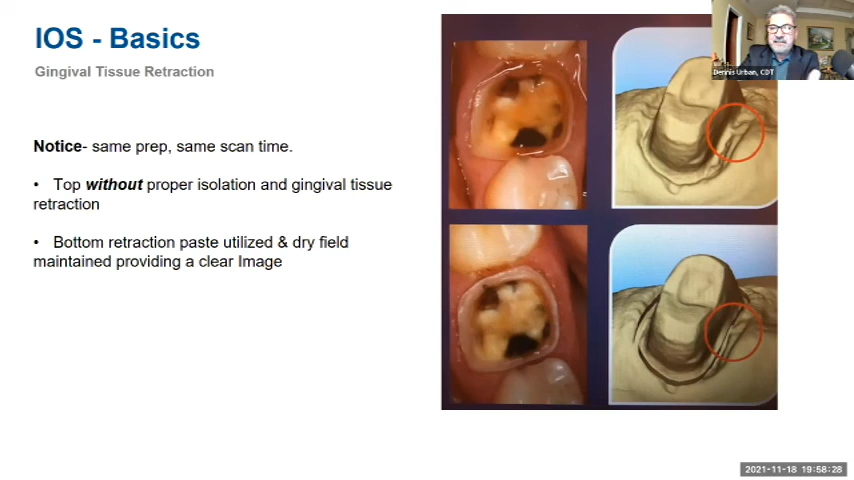 IOS - Basics
Gingival Tissue Retraction
Notice- same prep, same scan time.
• Top without proper isolation and gingival tissue
retraction
• Bottom retraction paste utilized & dry field
maintained providing a clear Image
Dennis Urban, CDT
2021-11-18 19:58:28